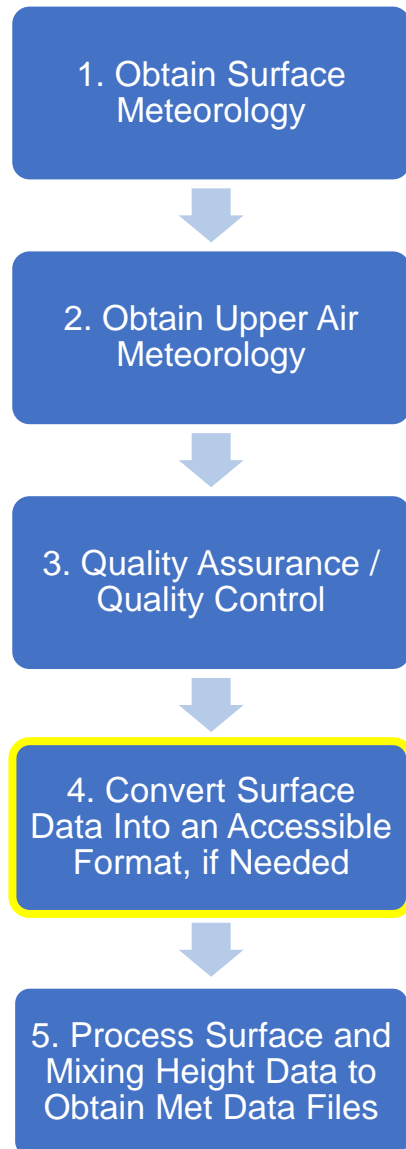 1. Obtain Surface
Meteorology
2. Obtain Upper Air
Meteorology
3. Quality Assurance /
Quality Control
4. Convert Surface
Data Into an Accessible
Format, if Needed
5. Process Surface and
Mixing Height Data to
Obtain Met Data Files